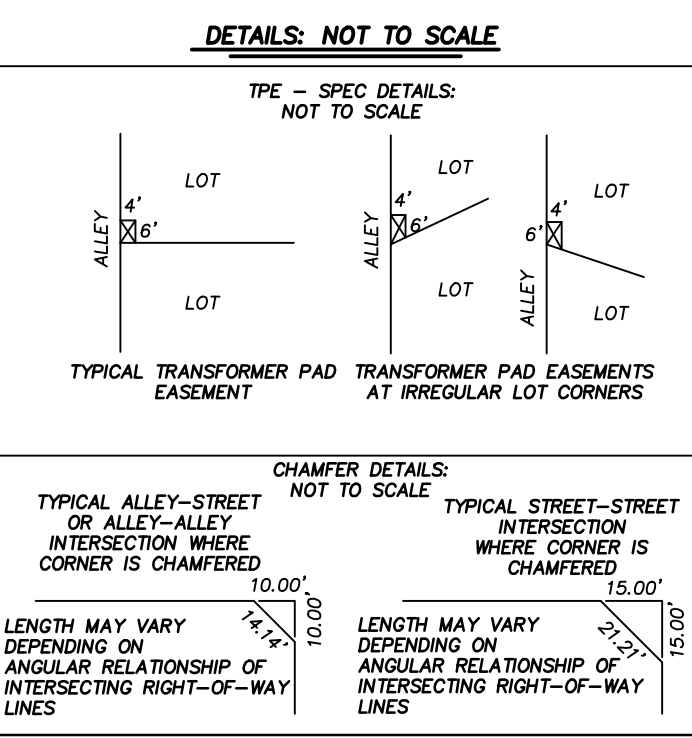 DETAILS: NOT TO SCALE
TPE – SPEC DETAILS:
NOT TO SCALE
LOT
4'
6'
ALLEY
LOT
TYPICAL TRANSFORMER PAD
EASEMENT
LOT
4'
6'
ALLEY
LOT
LOT
4'
6'
ALLEY
LOT
TRANSFORMER PAD EASEMENTS
AT IRREGULAR LOT CORNERS
CHAMFER DETAILS:
NOT TO SCALE
TYPICAL ALLEY–STREET
OR ALLEY–ALLEY
INTERSECTION WHERE
CORNER IS CHAMFERED
10.00'
10.00'
14.14'
LENGTH MAY VARY
DEPENDING ON
ANGULAR RELATIONSHIP OF
INTERSECTING RIGHT–OF–WAY
LINES
TYPICAL STREET–STREET
INTERSECTION
WHERE CORNER IS
CHAMFERED
15.00'
15.00'
21.21'
LENGTH MAY VARY
DEPENDING ON
ANGULAR RELATIONSHIP OF
INTERSECTING RIGHT–OF–WAY
LINES